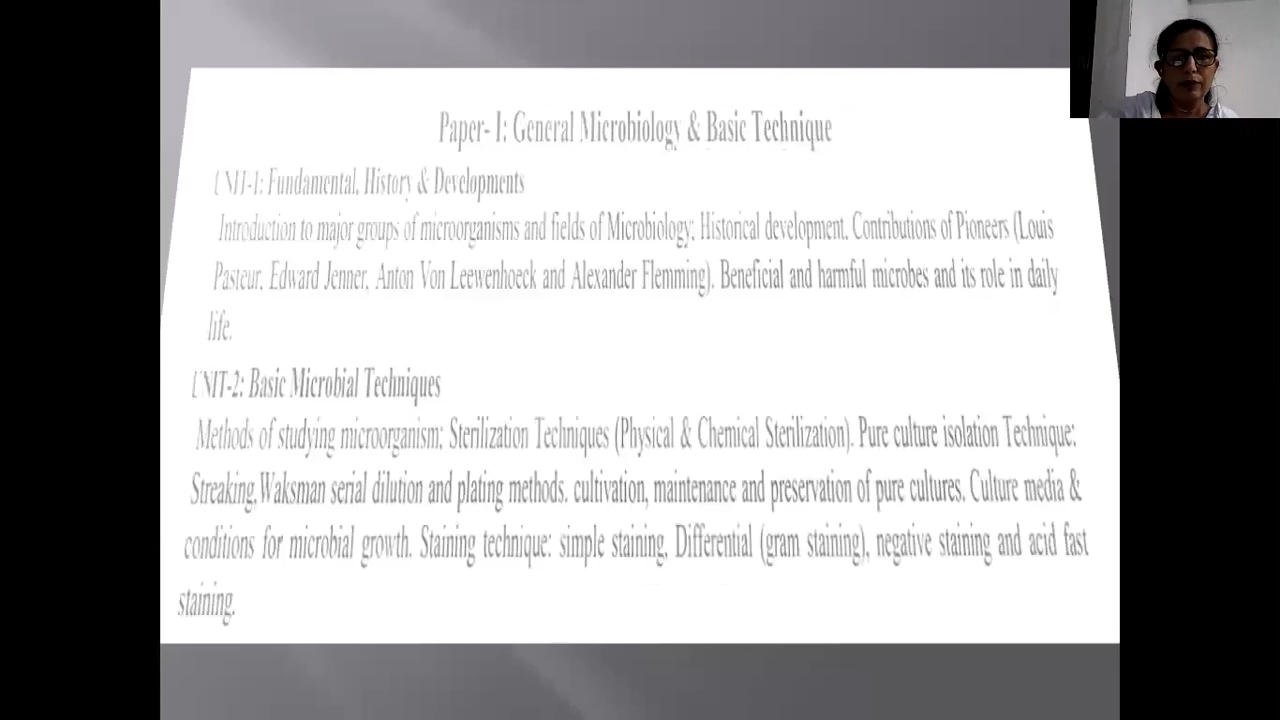 Paper- I: General Microbiology & Basic Technique
UNIT-1: Fundamental, History & Developments
Introduction to major groups of microorganisms and fields of Microbiology; Historical development, Contributions of Pioneers (Louis
Pasteur, Edward Jenner, Anton Von Leewenhoeck and Alexander Flemming). Beneficial and harmful microbes and its role in daily
life.
UNIT-2: Basic Microbial Techniques
Methods of studying microorganism; Sterilization Techniques (Physical & Chemical Sterilization). Pure culture isolation Technique;
Streaking,Waksman serial dilution and plating methods. cultivation, maintenance and preservation of pure cultures. Culture media &
conditions for microbial growth. Staining technique: simple staining, Differential (gram staining), negative staining and acid fast
staining.